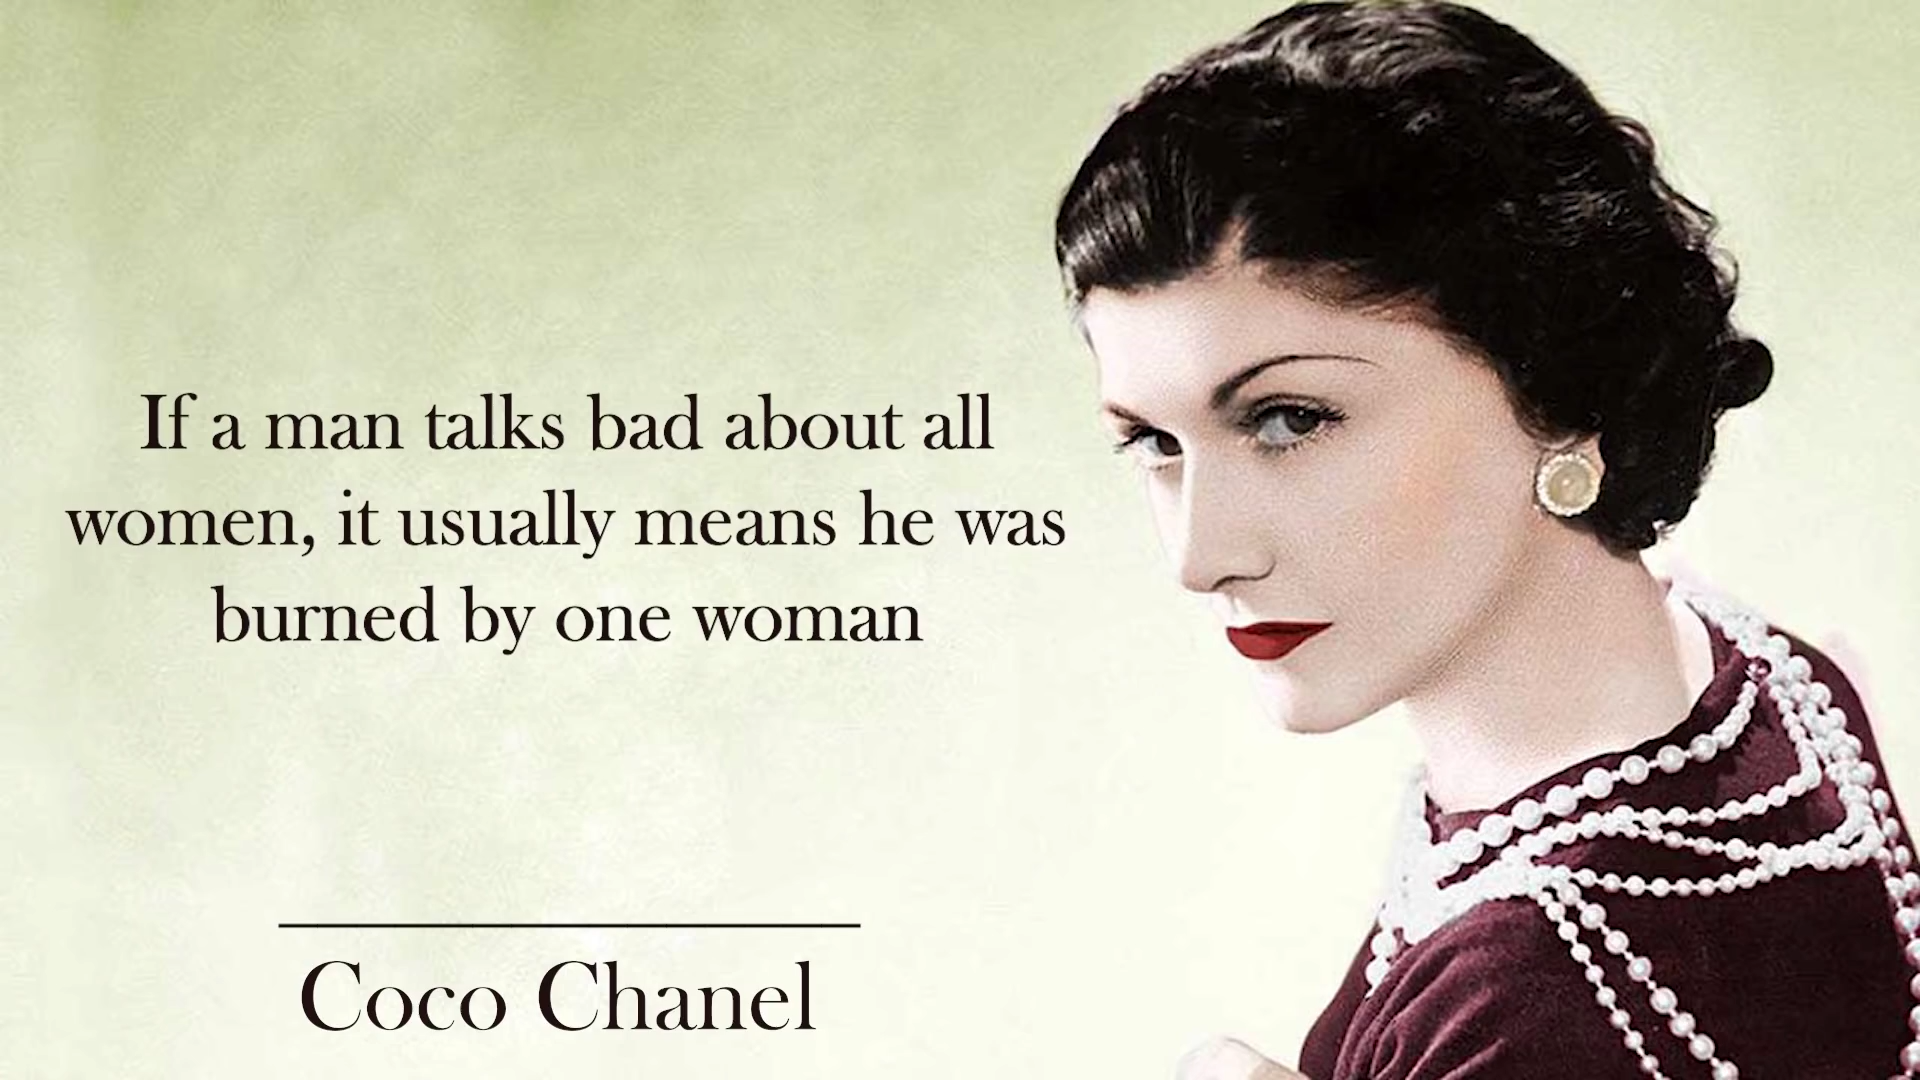 If a man talks bad about all
women, it usually means he was
burned by one woman
Coco Chanel